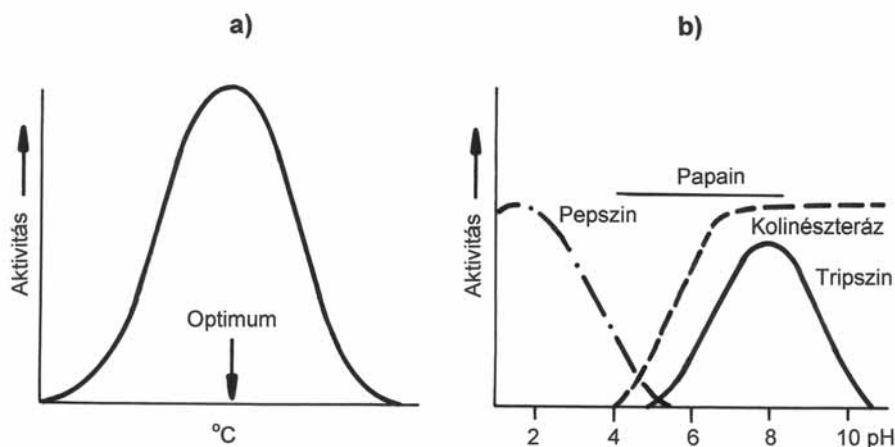 a)
Aktivitás
Optimum
°C
b)
Aktivitás
Papain
Pepszin
Kolinészteráz
Tripszin
2 4 6 8 10 pH